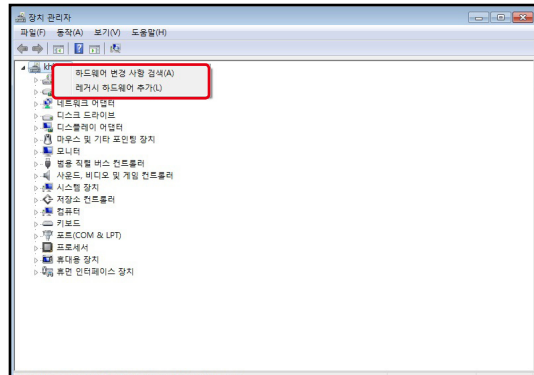 장치 관리자
파일(F) 동작(A) 보기(V) 도움말(H)
하드웨어 변경 사항 검색(A)
레거시 하드웨어 추가(L)
네트워크 어댑터
디스크 드라이브
디스플레이 어댑터
마우스 및 기타 포인팅 장치
모니터
범용 직렬 버스 컨트롤러
사운드, 비디오 및 게임 컨트롤러
시스템 장치
저장소 컨트롤러
컴퓨터
키보드
포트(COM & LPT)
프로세서
휴대용 장치
휴먼 인터페이스 장치